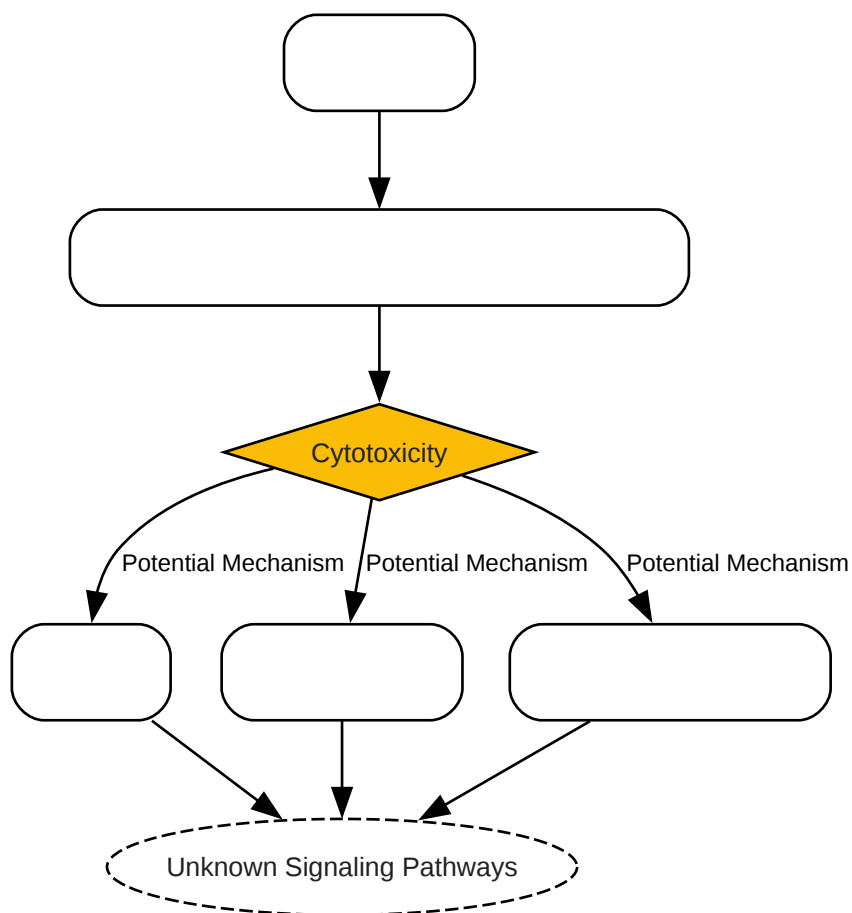 Cytotoxicity
Potential Mechanism
Potential Mechanism
Potential Mechanism
Unknown Signaling Pathways